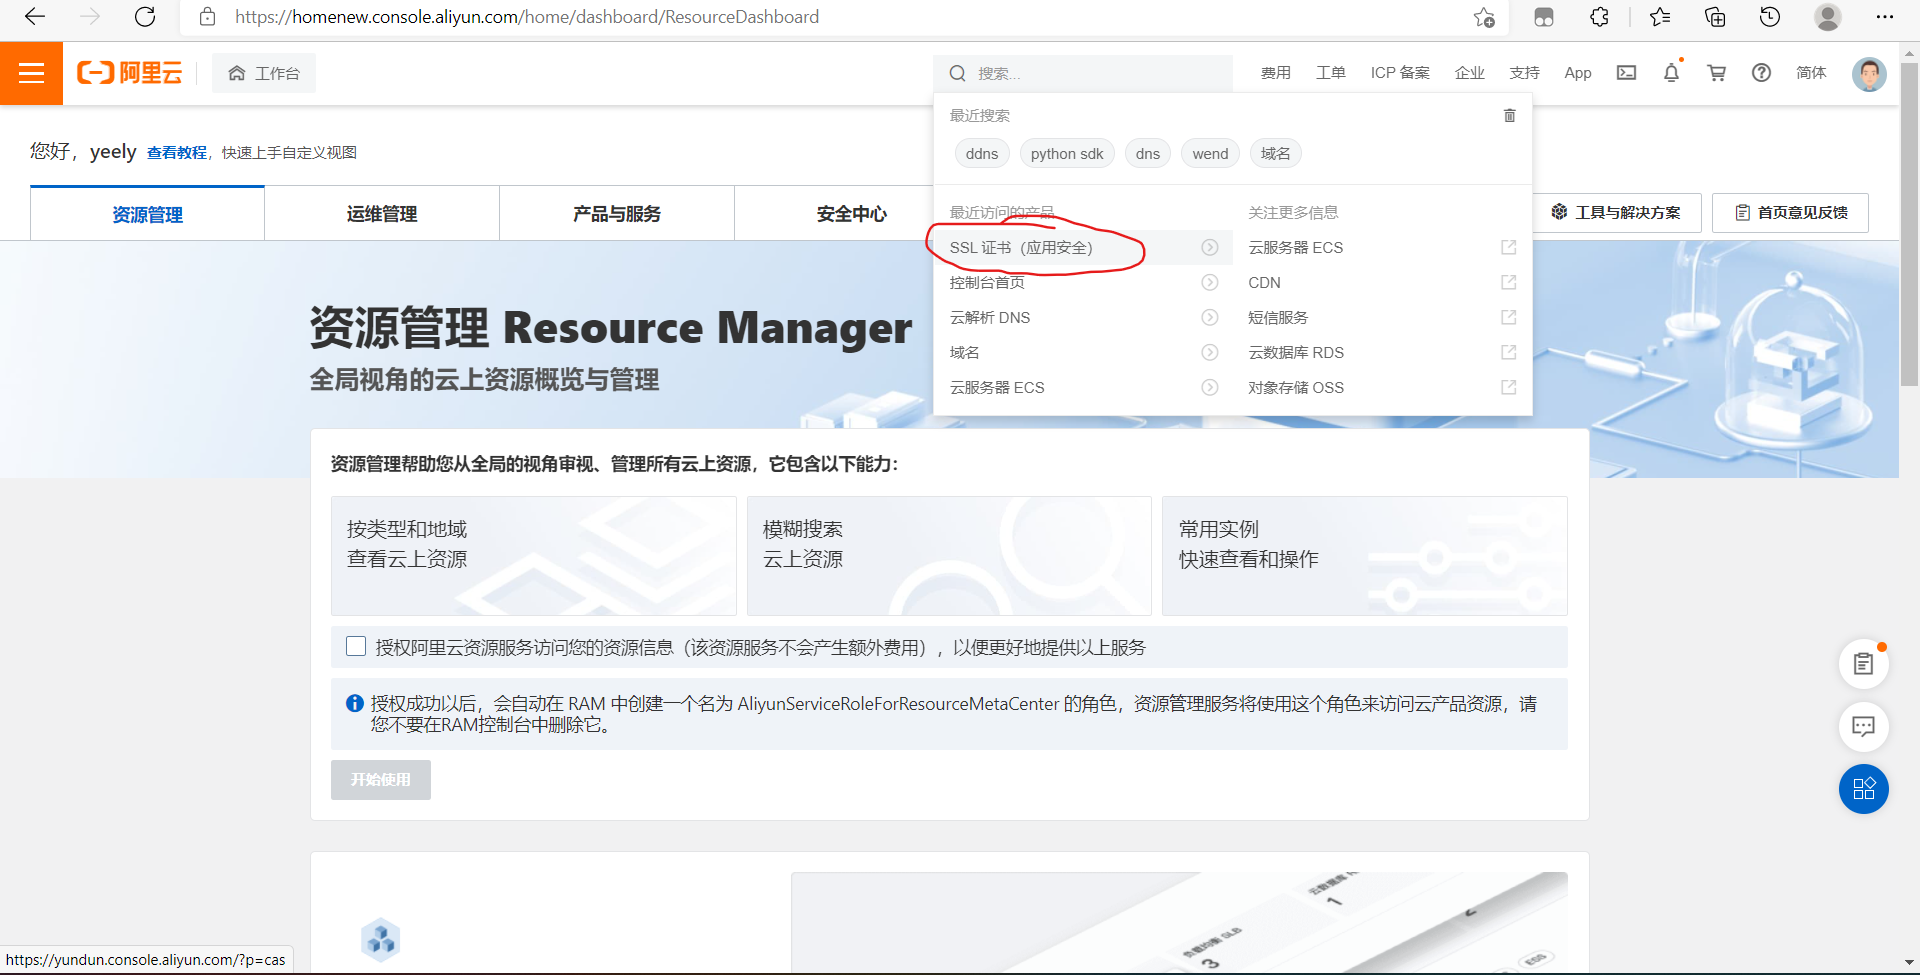 https://homenew.console.aliyun.com/home/dashboard/ResourceDashboard
阿里云
工作台
搜索...
费用
工单
ICP 备案
企业
支持
App
简体
最近搜索
ddns
python sdk
dns
wend
域名
您好，yeely 查看教程，快速上手自定义视图
资源管理
运维管理
产品与服务
安全中心
工具与解决方案
首页意见反馈
最近访问的产品
SSL 证书（应用安全）
控制台首页
云解析 DNS
域名
云服务器 ECS
关注更多信息
云服务器 ECS
CDN
短信服务
云数据库 RDS
对象存储 OSS
资源管理 Resource Manager
全局视角的云上资源概览与管理
资源管理帮助您从全局的视角审视、管理所有云上资源，它包含以下能力：
按类型和地域
查看云上资源
模糊搜索
云上资源
常用实例
快速查看和操作
授权阿里云资源服务访问您的资源信息（该资源服务不会产生额外费用），以便更好地提供以上服务
授权成功以后，会自动在 RAM 中创建一个名为 AliyunServiceRoleForResourceMetaCenter 的角色，资源管理服务将使用这个角色来访问云产品资源，请
您不要在RAM控制台中删除它。
开始使用
1
2
负载均衡 SLB
3
ECS
https://yundun.console.aliyun.com/?p=cas